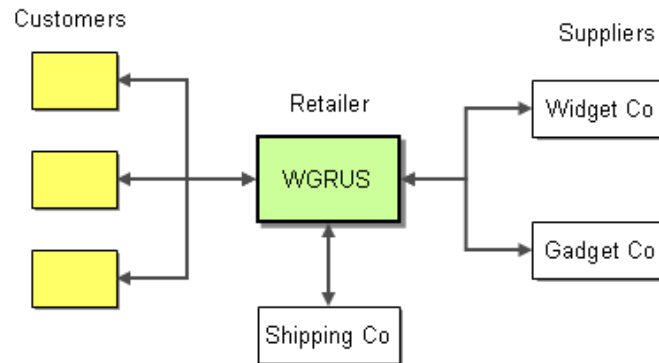 Customers
Suppliers
Widget Co
Retailer
WGRUS
Gadget Co
Shipping Co